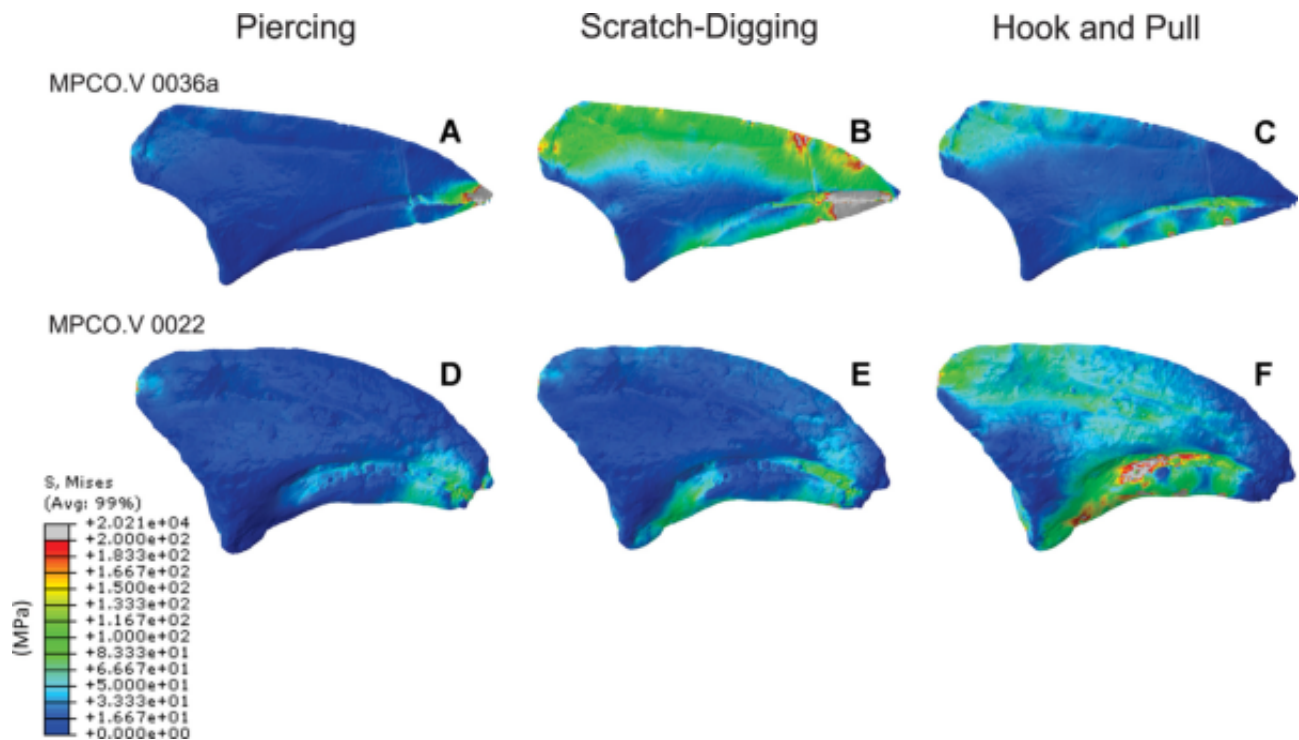 Piercing Scratch-Digging Hook and Pull
MPCO.V 0036a
A B C
MPCO.V 0022
D E F
S, Mises
(Avg: 99%)
+2.021e+04
+2.000e+02
+1.833e+02
+1.667e+02
+1.500e+02
+1.333e+02
+1.167e+02
+1.000e+02
+8.333e+01
+6.667e+01
+5.000e+01
+3.333e+01
+1.667e+01
+0.000e+00
(MPa)